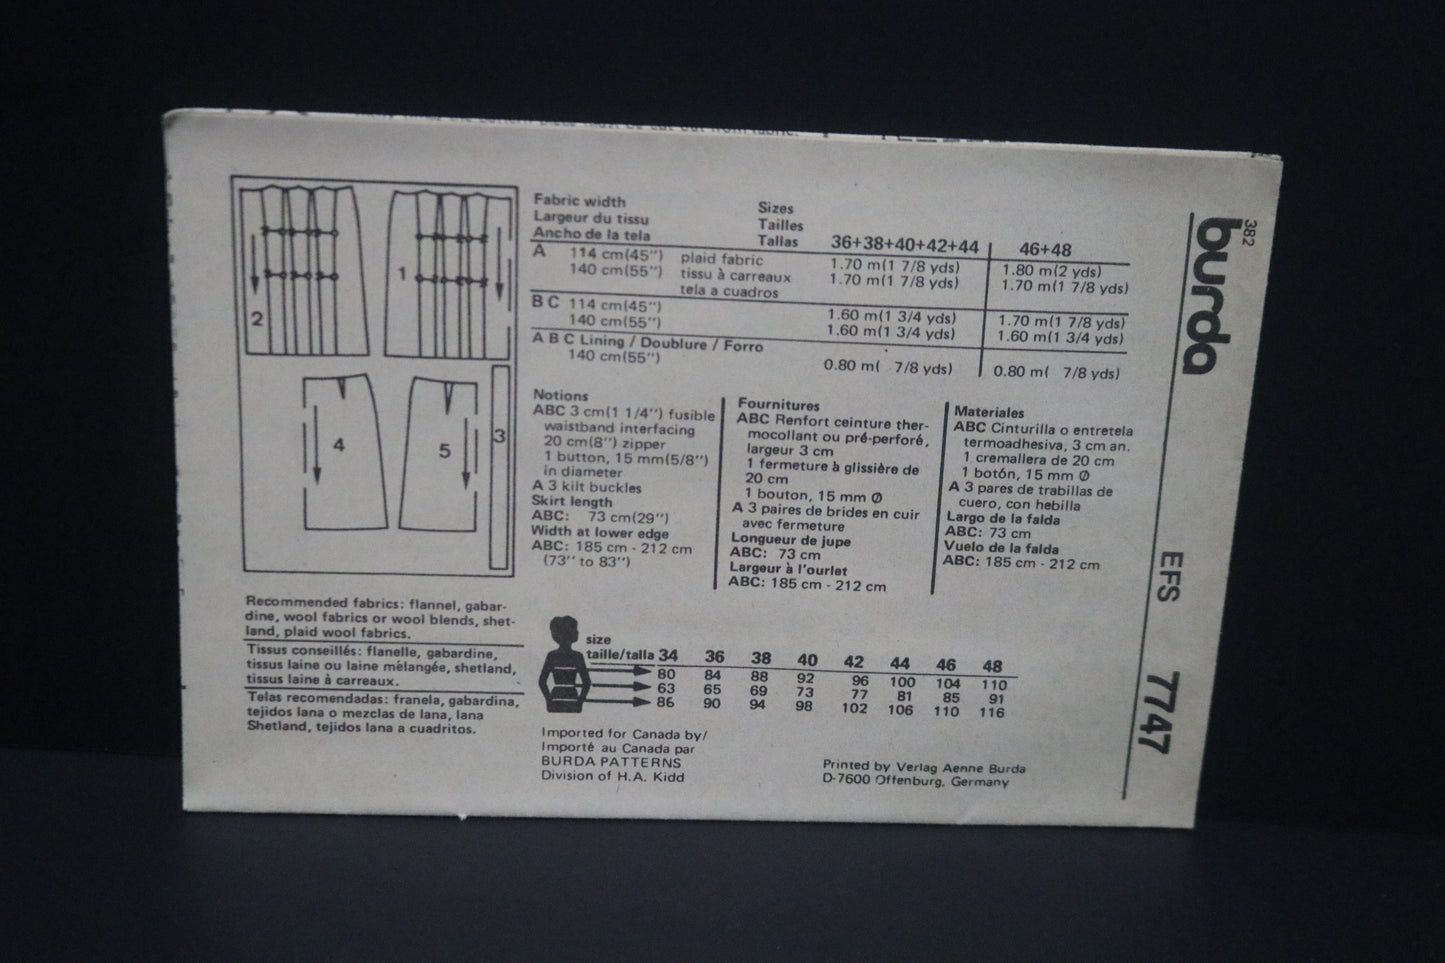 Fabric width
Largeur du tissu
Ancho de la tela
Sizes
Tailles
Tallas
36+38+40+42+44 46+48
A 114 cm(45'') plaid fabric 1.70 m(1 7/8 yds) 1.80 m(2 yds)
140 cm(55'') tissu à carreaux 1.70 m(1 7/8 yds) 1.70 m(1 7/8 yds)
tela a cuadros
B C 114 cm(45'') 1.60 m(1 3/4 yds) 1.70 m(1 7/8 yds)
140 cm(55'') 1.60 m(1 3/4 yds) 1.60 m(1 3/4 yds)
A B C Lining / Doublure / Forro
140 cm(55'') 0.80 m( 7/8 yds) 0.80 m( 7/8 yds)
2
1
4
5
3
Notions
ABC 3 cm(1 1/4'') fusible
waistband interfacing
20 cm(8'') zipper
1 button, 15 mm(5/8'')
in diameter
A 3 kilt buckles
Skirt length
ABC: 73 cm(29'')
Width at lower edge
ABC: 185 cm - 212 cm
(73'' to 83'')
Fournitures
ABC Renfort ceinture ther-
mocollant ou pré-perforé,
largeur 3 cm
1 fermeture à glissière de
20 cm
1 bouton, 15 mm Ø
A 3 paires de brides en cuir
avec fermeture
Longueur de jupe
ABC: 73 cm
Largeur à l'ourlet
ABC: 185 cm - 212 cm
Materiales
ABC Cinturilla o entretela
termoadhesiva, 3 cm an.
1 cremallera de 20 cm
1 botón, 15 mm Ø
A 3 pares de trabillas de
cuero, con hebilla
Largo de la falda
ABC: 73 cm
Vuelo de la falda
ABC: 185 cm - 212 cm
Recommended fabrics: flannel, gabar-
dine, wool fabrics or wool blends, shet-
land, plaid wool fabrics.
Tissus conseillés: flanelle, gabardine,
tissus laine ou laine mélangée, shetland,
tissus laine à carreaux.
Telas recomendadas: franela, gabardina,
tejidos lana o mezclas de lana, lana
Shetland, tejidos lana a cuadritos.
size
taille/talla 34 36 38 40 42 44 46 48
80 84 88 92 96 100 104 110
63 65 69 73 77 81 85 91
86 90 94 98 102 106 110 116
Imported for Canada by/
Importé au Canada par
BURDA PATTERNS
Division of H.A. Kidd
Printed by Verlag Aenne Burda
D-7600 Offenburg, Germany
382
burda
EFS 7747